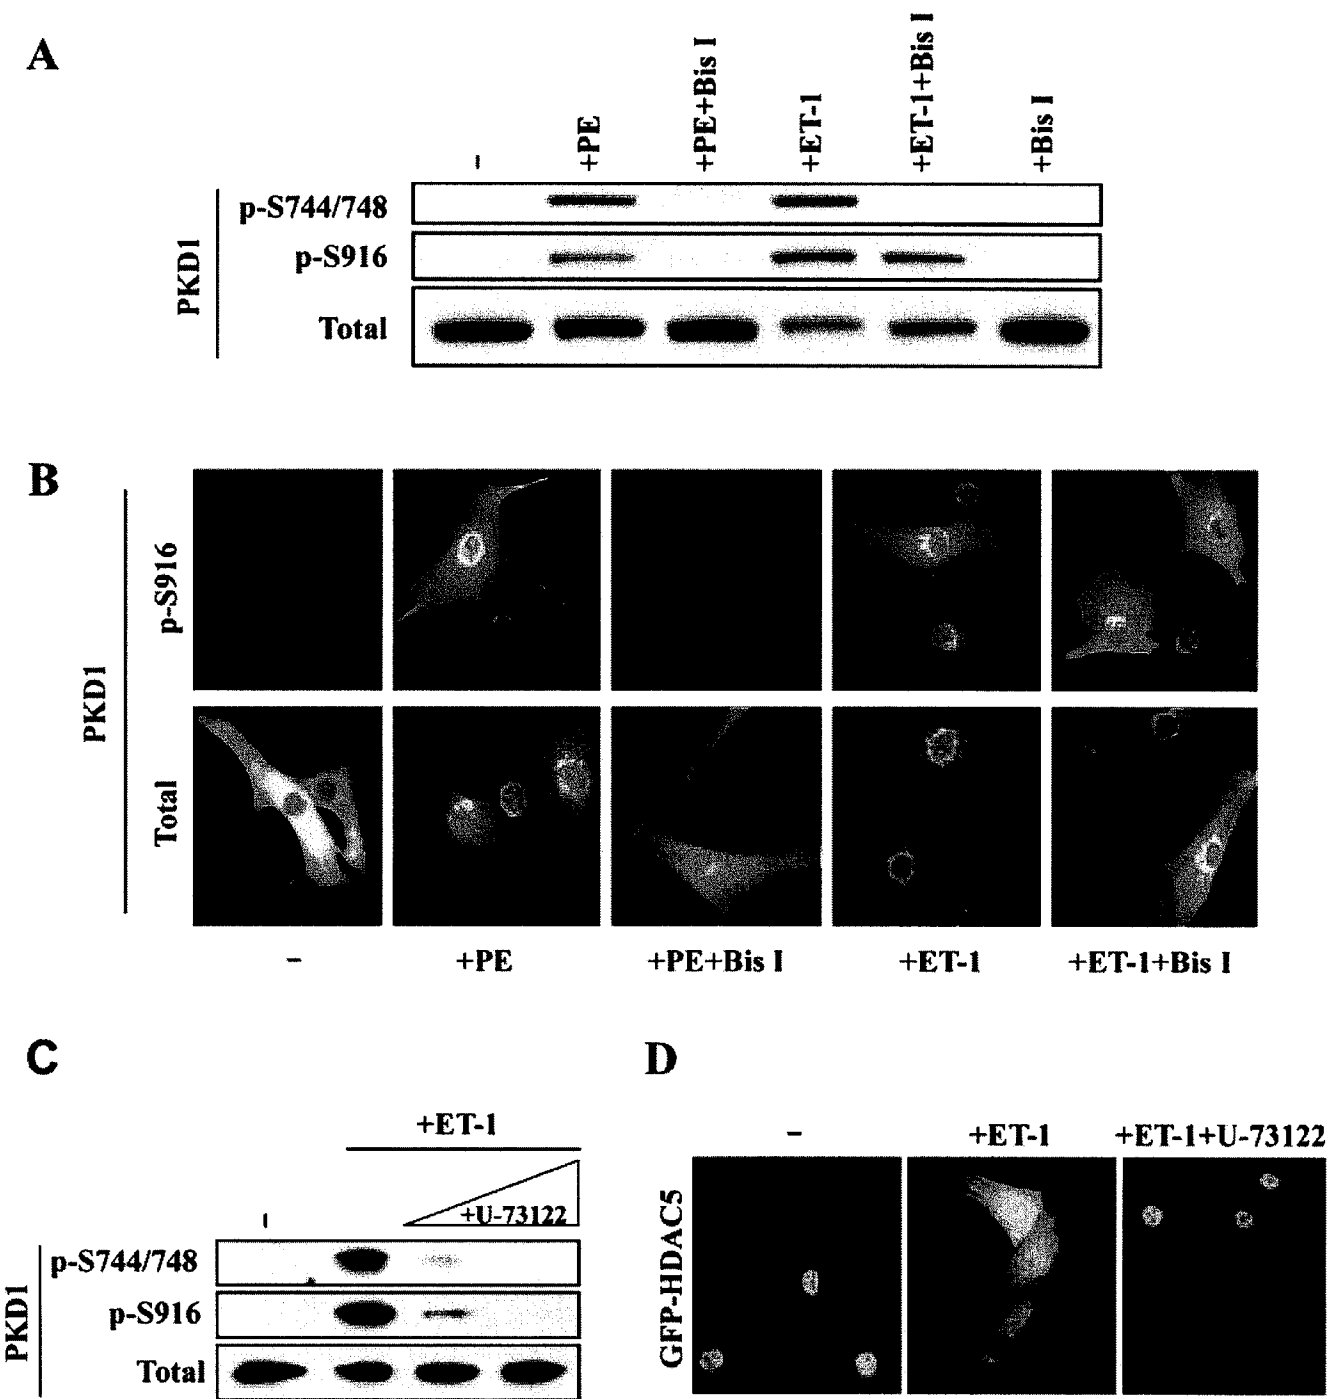 A
–
+PE
+PE+Bis I
+ET-1
+ET-1+Bis I
+Bis I
PKD1
p-S744/748
p-S916
Total
B
PKD1
p-S916
Total
–
+PE
+PE+Bis I
+ET-1
+ET-1+Bis I
C
+ET-1
–
+U-73122
PKD1
p-S744/748
p-S916
Total
D
–
+ET-1
+ET-1+U-73122
GFP-HDAC5